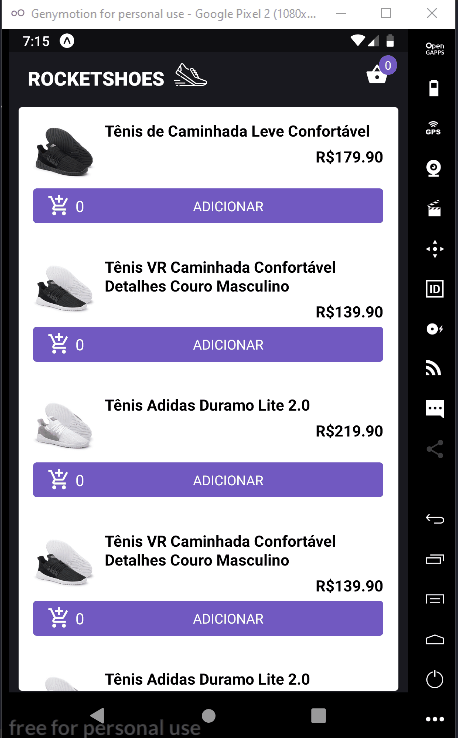 Genymotion for personal use - Google Pixel 2 (1080x...
7:15
Open
GAPPS
ROCKETSHOES
0
GPS
Tênis de Caminhada Leve Confortável
R$179.90
0 ADICIONAR
Tênis VR Caminhada Confortável
Detalhes Couro Masculino
R$139.90
0 ADICIONAR
ID
Tênis Adidas Duramo Lite 2.0
R$219.90
0 ADICIONAR
Tênis VR Caminhada Confortável
Detalhes Couro Masculino
R$139.90
0 ADICIONAR
Tênis Adidas Duramo Lite 2.0
free for personal use